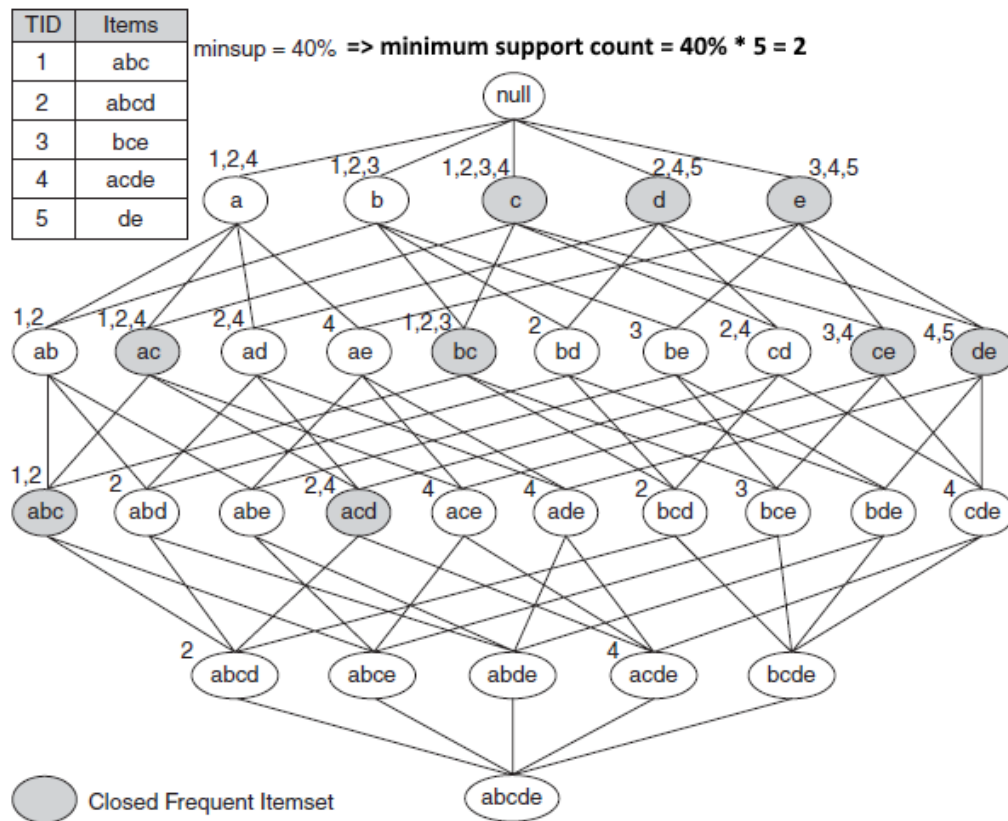 TID Items
1 abc
2 abcd
3 bce
4 acde
5 de
minsup = 40% => minimum support count = 40% * 5 = 2
null
1,2,4 1,2,3 1,2,3,4 2,4,5 3,4,5
a b c d e
1,2 1,2,4 2,4 4 1,2,3 2 3 2,4 3,4 4,5
ab ac ad ae bc bd be cd ce de
1,2 2 2,4 4 4 2 3 4
abc abd abe acd ace ade bcd bce bde cde
2 4
abcd abce abde acde bcde
abcde
Closed Frequent Itemset